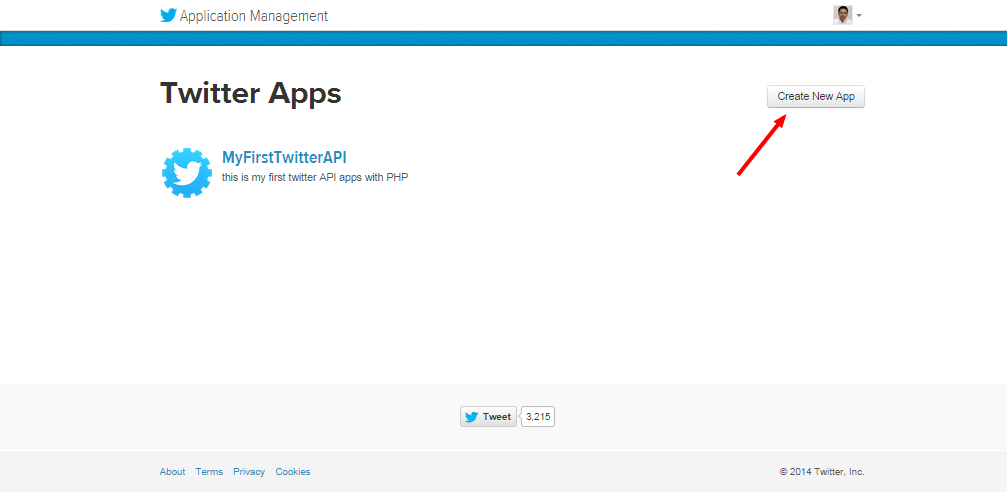 Application Management
Twitter Apps
Create New App
MyFirstTwitterAPI
this is my first twitter API apps with PHP
Tweet 3,215
About Terms Privacy Cookies
© 2014 Twitter, Inc.